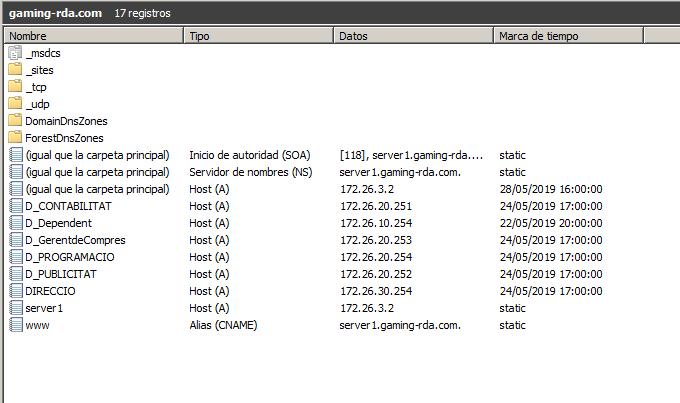 gaming-rda.com 17 registros
Nombre Tipo Datos Marca de tiempo
_msdcs
_sites
_tcp
_udp
DomainDnsZones
ForestDnsZones
(igual que la carpeta principal) Inicio de autoridad (SOA) [118], server1.gaming-rda.... static
(igual que la carpeta principal) Servidor de nombres (NS) server1.gaming-rda.com. static
(igual que la carpeta principal) Host (A) 172.26.3.2 28/05/2019 16:00:00
D_CONTABILITAT Host (A) 172.26.20.251 24/05/2019 17:00:00
D_Dependent Host (A) 172.26.10.254 22/05/2019 20:00:00
D_GerentdeCompres Host (A) 172.26.20.253 24/05/2019 17:00:00
D_PROGRAMACIO Host (A) 172.26.20.254 24/05/2019 17:00:00
D_PUBLICITAT Host (A) 172.26.20.252 24/05/2019 17:00:00
DIRECCIO Host (A) 172.26.30.254 24/05/2019 17:00:00
server1 Host (A) 172.26.3.2 static
www Alias (CNAME) server1.gaming-rda.com. static